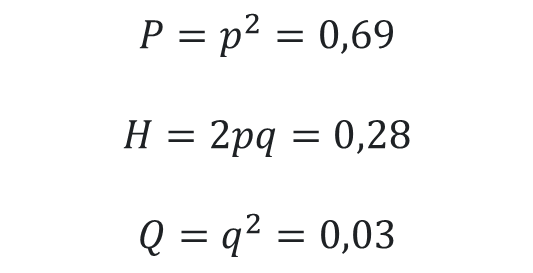 P = p² = 0,69
H = 2pq = 0,28
Q = q² = 0,03